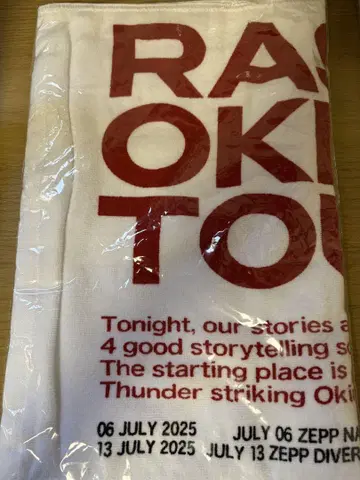 RAS
OKI
TOU
Tonight, our stories a
4 good storytelling s
The starting place is
Thunder striking Oki
06 JULY 2025 JULY 06 ZEPP NA
13 JULY 2025 JULY 13 ZEPP DIVER